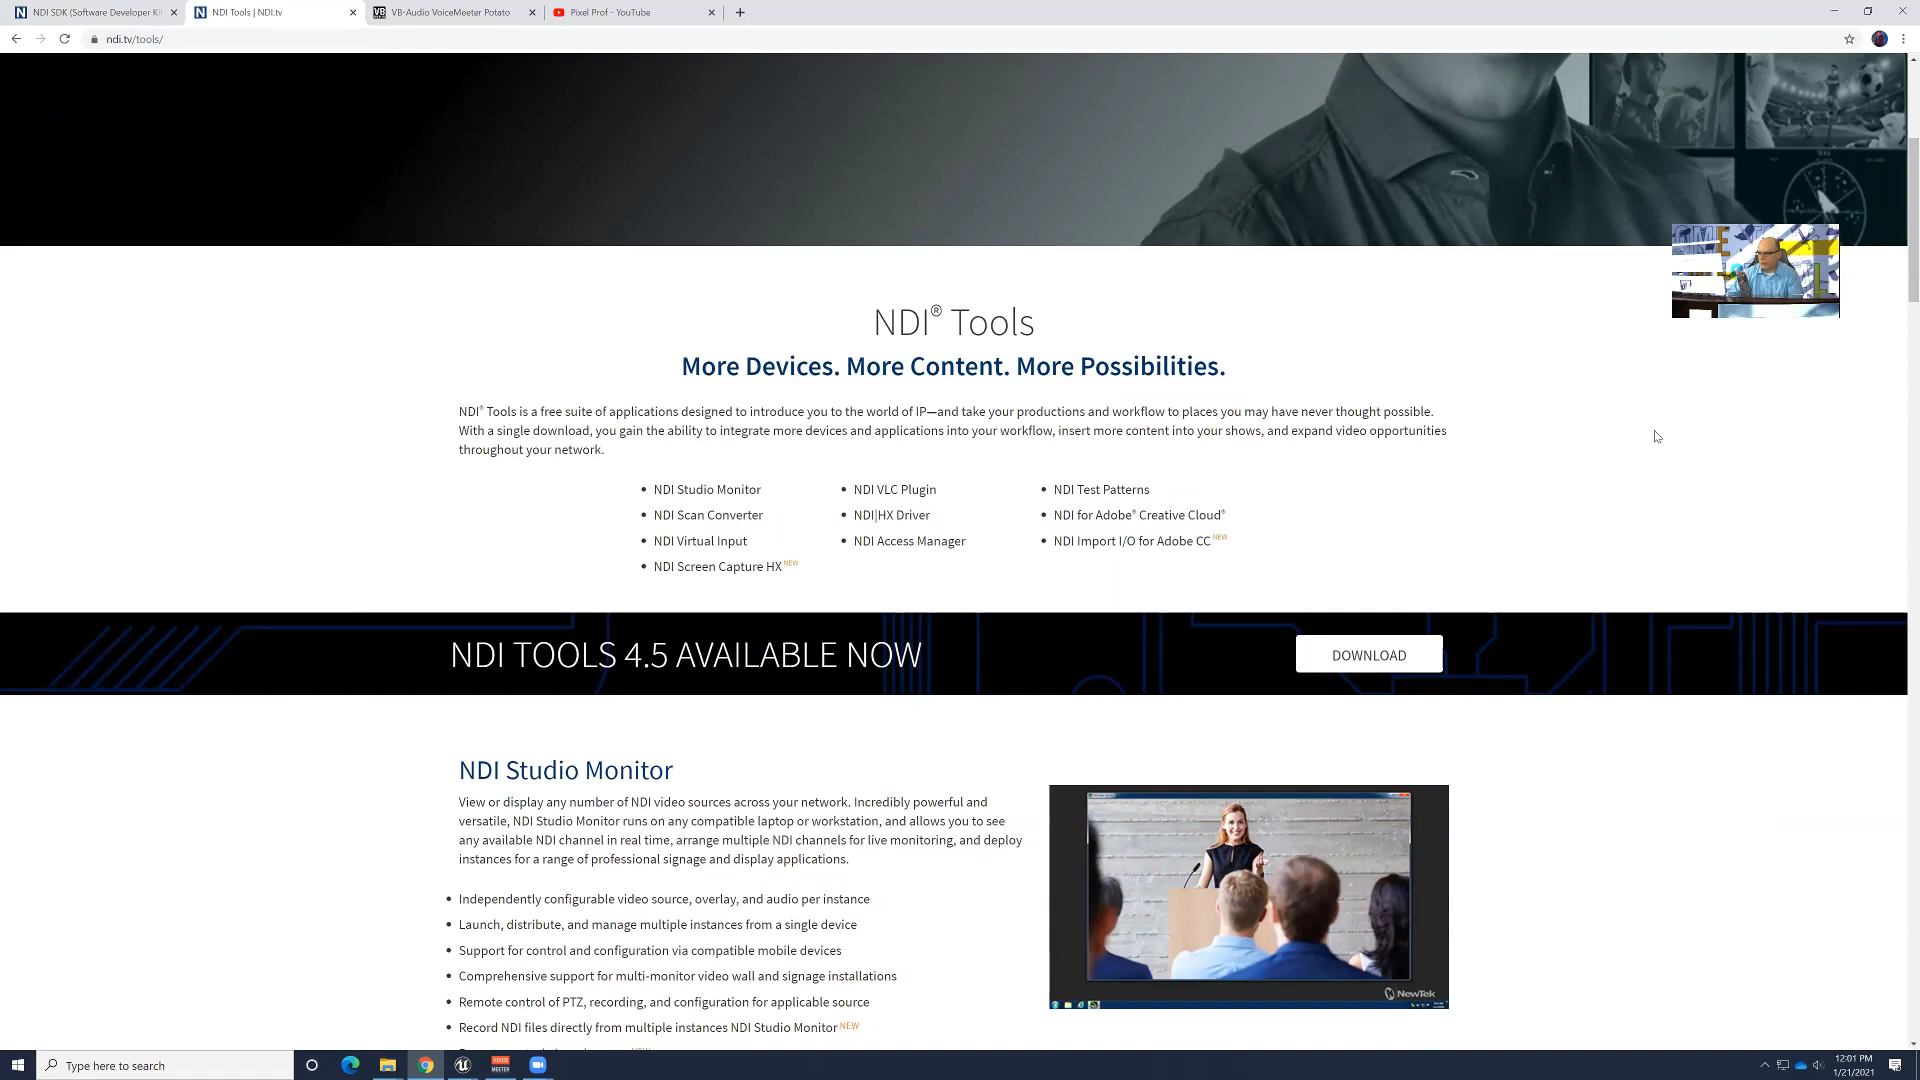 NDI SDK (Software Developer Kit
NDI Tools | NDI.tv
VB-Audio VoiceMeeter Potato
Pixel Prof - YouTube
ndi.tv/tools/
NDI® Tools
More Devices. More Content. More Possibilities.
NDI® Tools is a free suite of applications designed to introduce you to the world of IP—and take your productions and workflow to places you may have never thought possible.
With a single download, you gain the ability to integrate more devices and applications into your workflow, insert more content into your shows, and expand video opportunities
throughout your network.
• NDI Studio Monitor
• NDI Scan Converter
• NDI Virtual Input
• NDI Screen Capture HX NEW
• NDI VLC Plugin
• NDI|HX Driver
• NDI Access Manager
• NDI Test Patterns
• NDI for Adobe® Creative Cloud®
• NDI Import I/O for Adobe CC NEW
NDI TOOLS 4.5 AVAILABLE NOW
DOWNLOAD
NDI Studio Monitor
View or display any number of NDI video sources across your network. Incredibly powerful and
versatile, NDI Studio Monitor runs on any compatible laptop or workstation, and allows you to see
any available NDI channel in real time, arrange multiple NDI channels for live monitoring, and deploy
instances for a range of professional signage and display applications.
• Independently configurable video source, overlay, and audio per instance
• Launch, distribute, and manage multiple instances from a single device
• Support for control and configuration via compatible mobile devices
• Comprehensive support for multi-monitor video wall and signage installations
• Remote control of PTZ, recording, and configuration for applicable source
• Record NDI files directly from multiple instances NDI Studio Monitor NEW
NewTek
Type here to search
VOICE
MEETER
12:01 PM
1/21/2021